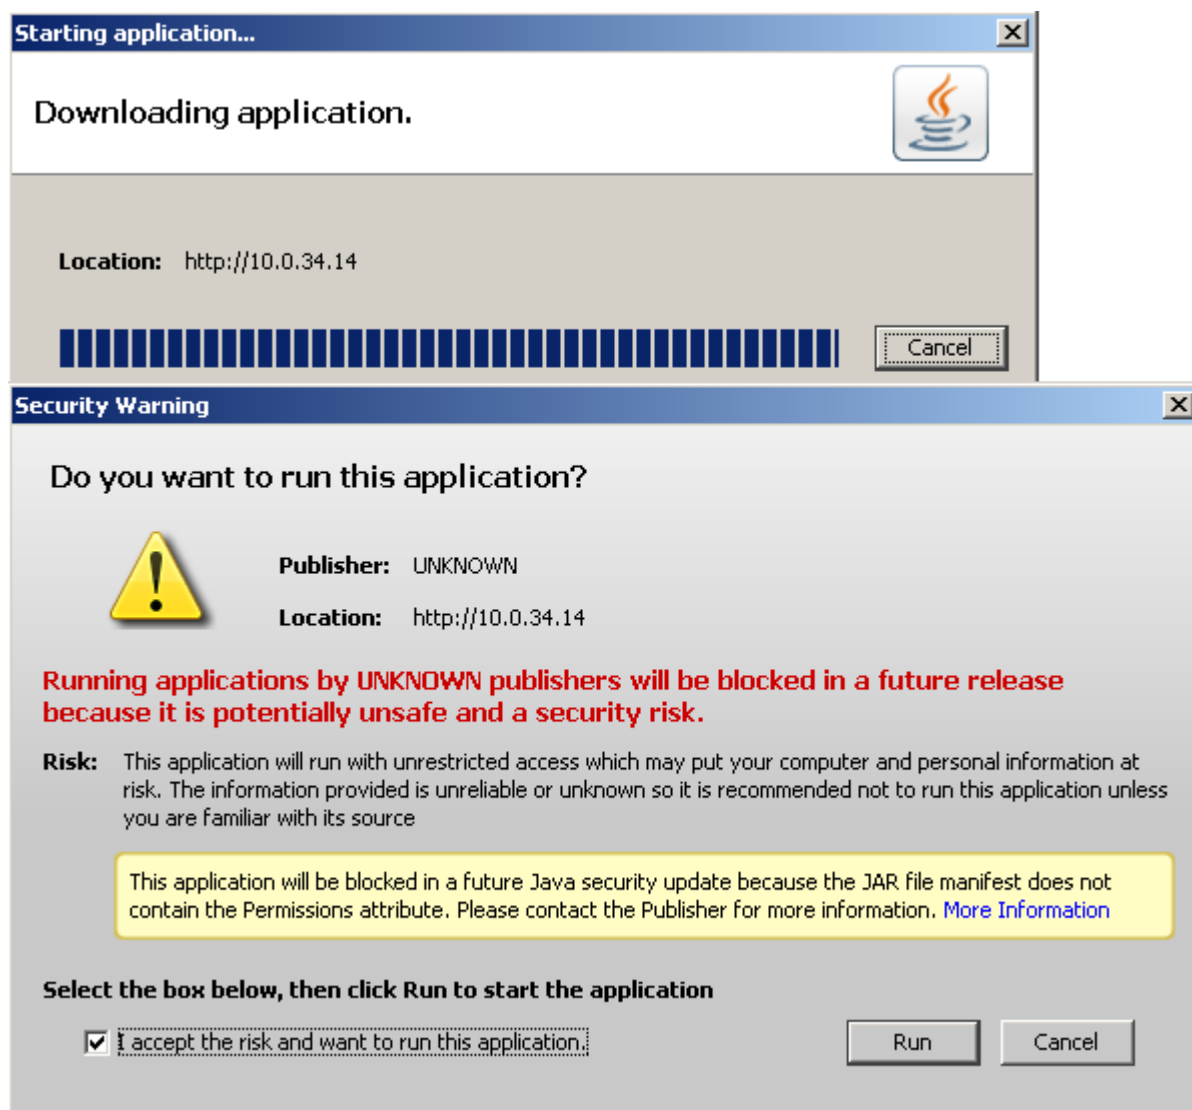 Starting application...
Downloading application.
Location: http://10.0.34.14
Cancel
Security Warning
Do you want to run this application?
Publisher: UNKNOWN
Location: http://10.0.34.14
Running applications by UNKNOWN publishers will be blocked in a future release
because it is potentially unsafe and a security risk.
Risk: This application will run with unrestricted access which may put your computer and personal information at
risk. The information provided is unreliable or unknown so it is recommended not to run this application unless
you are familiar with its source
This application will be blocked in a future Java security update because the JAR file manifest does not
contain the Permissions attribute. Please contact the Publisher for more information. More Information
Select the box below, then click Run to start the application
I accept the risk and want to run this application.
Run
Cancel